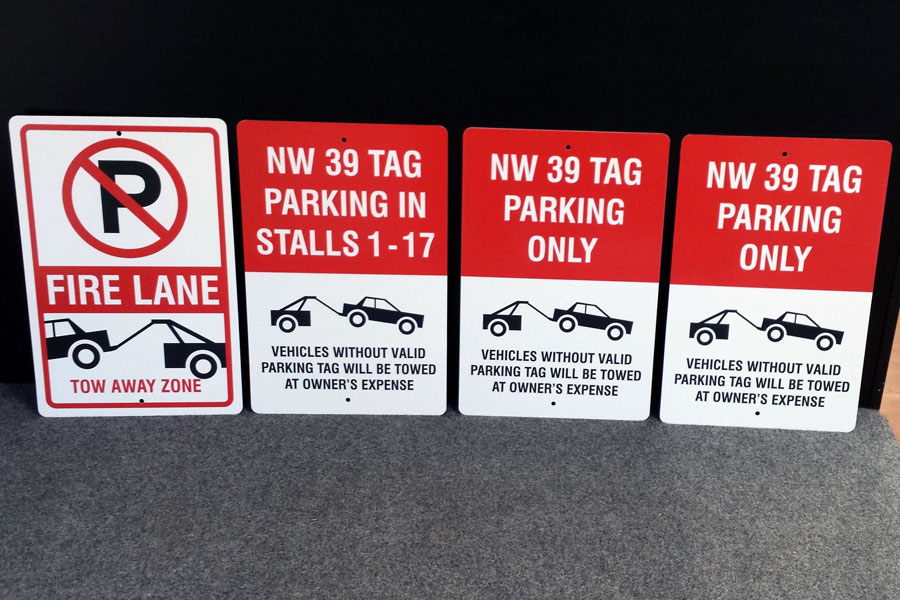 P
FIRE LANE
TOW AWAY ZONE
NW 39 TAG
PARKING IN
STALLS 1-17
VEHICLES WITHOUT VALID
PARKING TAG WILL BE TOWED
AT OWNER'S EXPENSE
NW 39 TAG
PARKING
ONLY
VEHICLES WITHOUT VALID
PARKING TAG WILL BE TOWED
AT OWNER'S EXPENSE
NW 39 TAG
PARKING
ONLY
VEHICLES WITHOUT VALID
PARKING TAG WILL BE TOWED
AT OWNER'S EXPENSE